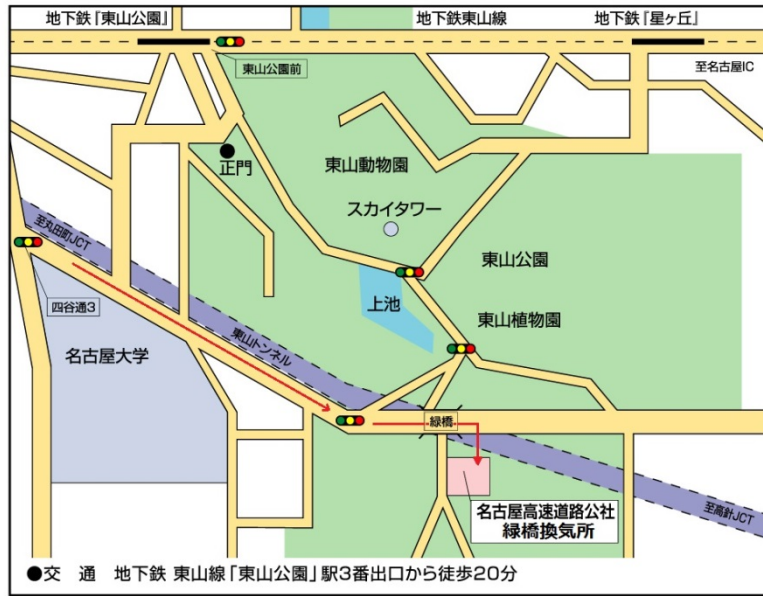 地下鉄『東山公園』
地下鉄東山線
地下鉄『星ヶ丘』
東山公園前
至名古屋IC
正門
東山動物園
スカイタワー
至丸田町JCT
四谷通3
東山公園
上池
東山植物園
名古屋大学
東山トンネル
緑橋
名古屋高速道路公社
緑橋換気所
至高針JCT
●交　通　地下鉄 東山線「東山公園」駅3番出口から徒歩20分